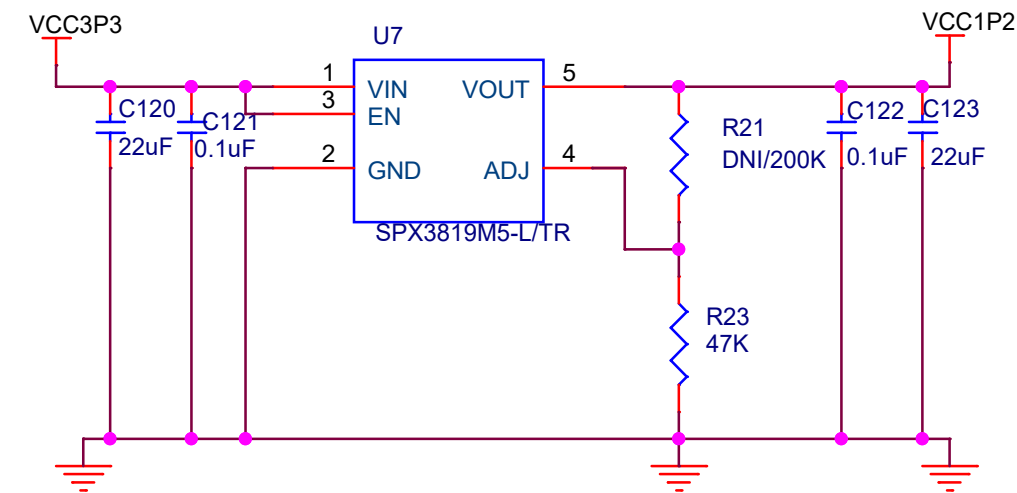 VCC3P3
VCC1P2
U7
1
VIN
VOUT
5
3
EN
2
GND
ADJ
4
SPX3819M5-L/TR
C120
22uF
C121
0.1uF
R21
DNI/200K
C122
0.1uF
C123
22uF
R23
47K